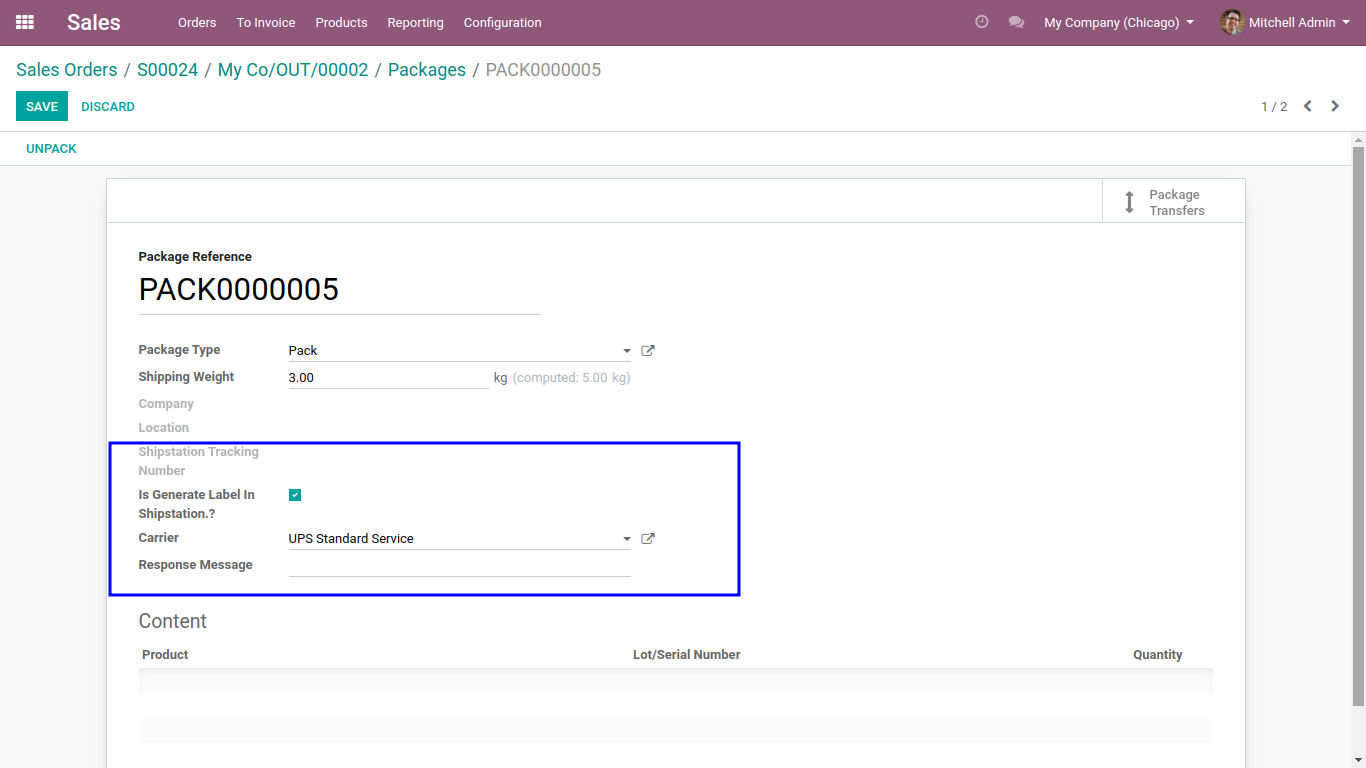 Sales Orders To Invoice Products Reporting Configuration My Company (Chicago) Mitchell Admin
Sales Orders / S00024 / My Co/OUT/00002 / Packages / PACK0000005
SAVE DISCARD 1 / 2
UNPACK
Package
Transfers
Package Reference
PACK0000005
Package Type Pack
Shipping Weight 3.00 kg (computed: 5.00 kg)
Company
Location
Shipstation Tracking
Number
Is Generate Label In
Shipstation.?
Carrier UPS Standard Service
Response Message
Content
Product Lot/Serial Number Quantity